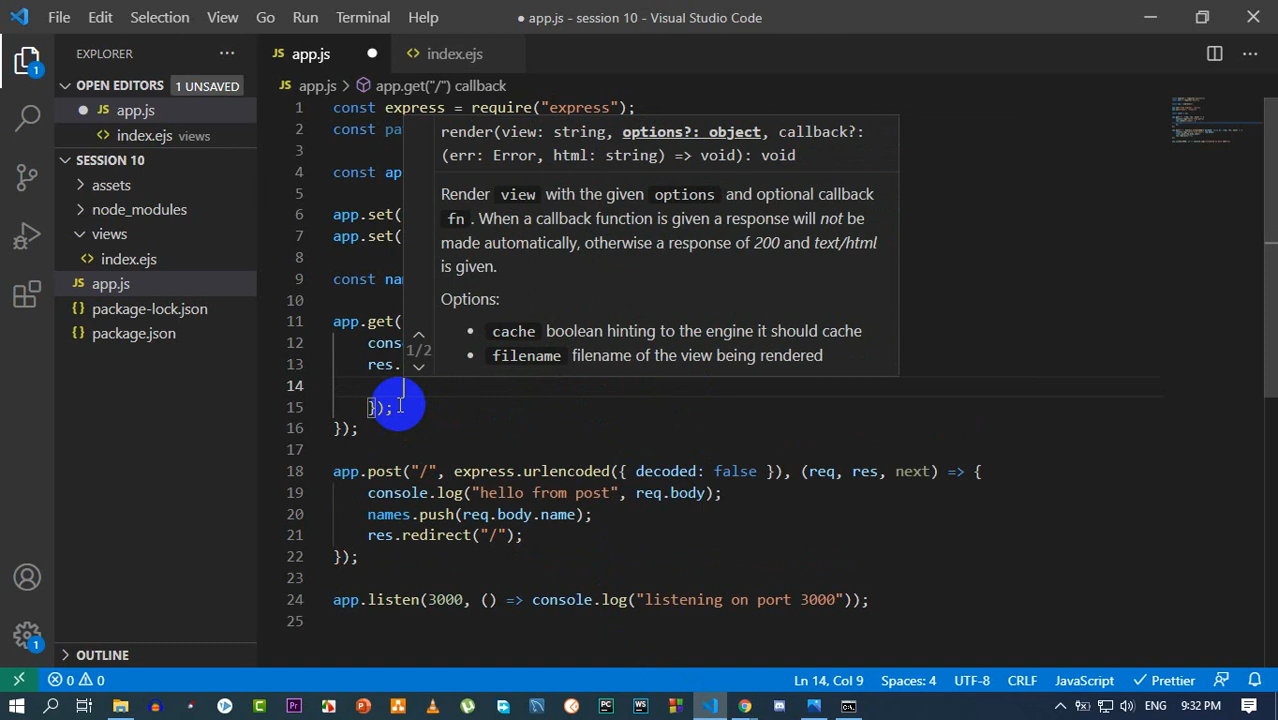 File Edit Selection View Go Run Terminal Help
● app.js - session 10 - Visual Studio Code
EXPLORER
OPEN EDITORS 1 UNSAVED
JS app.js
<> index.ejs views
SESSION 10
assets
node_modules
views
<> index.ejs
JS app.js
{} package-lock.json
{} package.json
OUTLINE
1
1
JS app.js ●
<> index.ejs
JS app.js > app.get("/") callback
1 const express = require("express");
2 const pa
3
4 const ap
5
6 app.set(
7 app.set(
8
9 const na
10
11 app.get(
12 cons
13 res.
14
15 });
16 });
17
18 app.post("/", express.urlencoded({ decoded: false }), (req, res, next) => {
19 console.log("hello from post", req.body);
20 names.push(req.body.name);
21 res.redirect("/");
22 });
23
24 app.listen(3000, () => console.log("listening on port 3000"));
25
render(view: string, options?: object, callback?:
(err: Error, html: string) => void): void
Render view with the given options and optional callback
fn . When a callback function is given a response will not be
made automatically, otherwise a response of 200 and text/html
is given.
Options:
• cache boolean hinting to the engine it should cache
• filename filename of the view being rendered
1/2
0 0
Ln 14, Col 9 Spaces: 4 UTF-8 CRLF JavaScript Prettier
ENG 9:32 PM